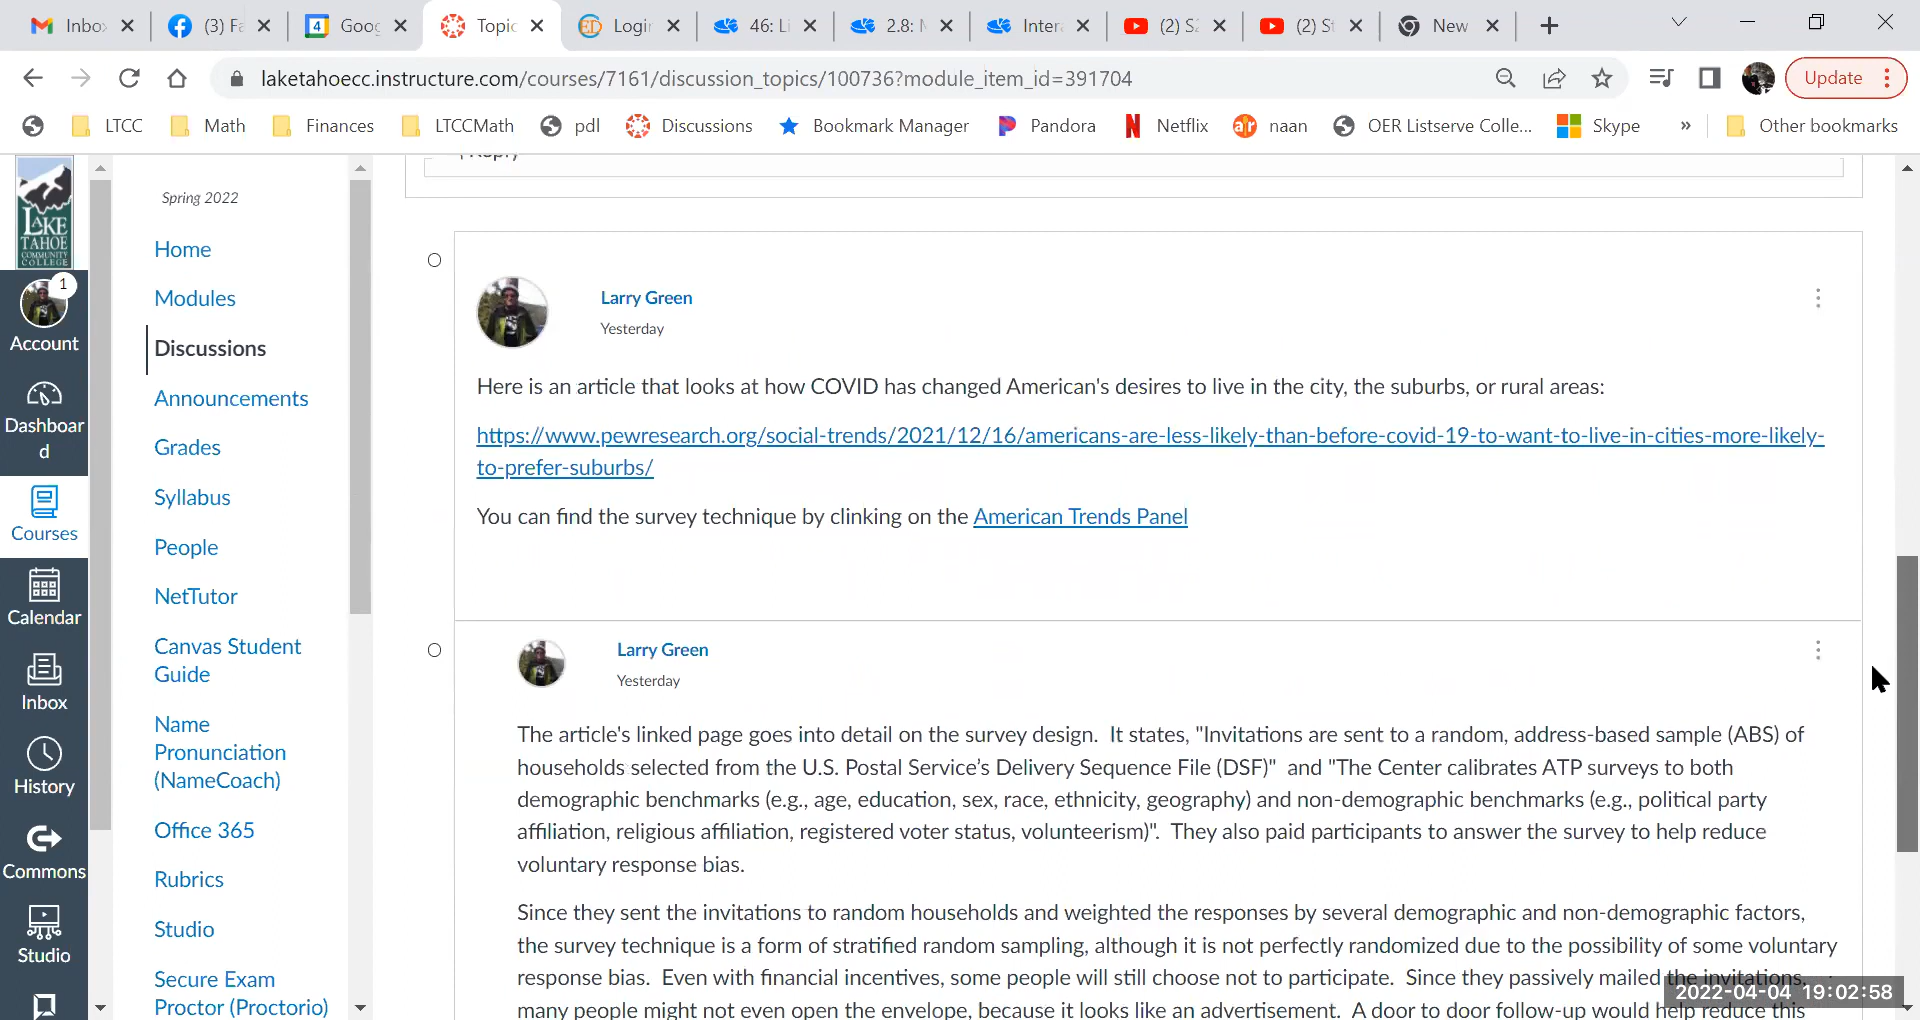 Inbo
(3) Fa
Goog
Topic
Login
46: Li
2.8: M
Intera
(2) S2
(2) St
New
laketahoecc.instructure.com/courses/7161/discussion_topics/100736?module_item_id=391704
Update
LTCC
Math
Finances
LTCCMath
pdl
Discussions
Bookmark Manager
Pandora
Netflix
naan
OER Listserve Colle...
Skype
»
Other bookmarks
LAKE
TAHOE
COMMUNITY
COLLEGE
1
Account
Dashboar
d
Courses
Calendar
Inbox
History
Commons
Studio
Spring 2022
Home
Modules
Discussions
Announcements
Grades
Syllabus
People
NetTutor
Canvas Student
Guide
Name
Pronunciation
(NameCoach)
Office 365
Rubrics
Studio
Secure Exam
Proctor (Proctorio)
Reply
Larry Green
Yesterday
Here is an article that looks at how COVID has changed American's desires to live in the city, the suburbs, or rural areas:
https://www.pewresearch.org/social-trends/2021/12/16/americans-are-less-likely-than-before-covid-19-to-want-to-live-in-cities-more-likely-
to-prefer-suburbs/
You can find the survey technique by clinking on the American Trends Panel
Larry Green
Yesterday
The article's linked page goes into detail on the survey design. It states, "Invitations are sent to a random, address-based sample (ABS) of
households selected from the U.S. Postal Service's Delivery Sequence File (DSF)" and "The Center calibrates ATP surveys to both
demographic benchmarks (e.g., age, education, sex, race, ethnicity, geography) and non-demographic benchmarks (e.g., political party
affiliation, religious affiliation, registered voter status, volunteerism)". They also paid participants to answer the survey to help reduce
voluntary response bias.
Since they sent the invitations to random households and weighted the responses by several demographic and non-demographic factors,
the survey technique is a form of stratified random sampling, although it is not perfectly randomized due to the possibility of some voluntary
response bias. Even with financial incentives, some people will still choose not to participate. Since they passively mailed the invitations,
many people might not even open the envelope, because it looks like an advertisement. A door to door follow-up would help reduce this
2022-04-04 19:02:58